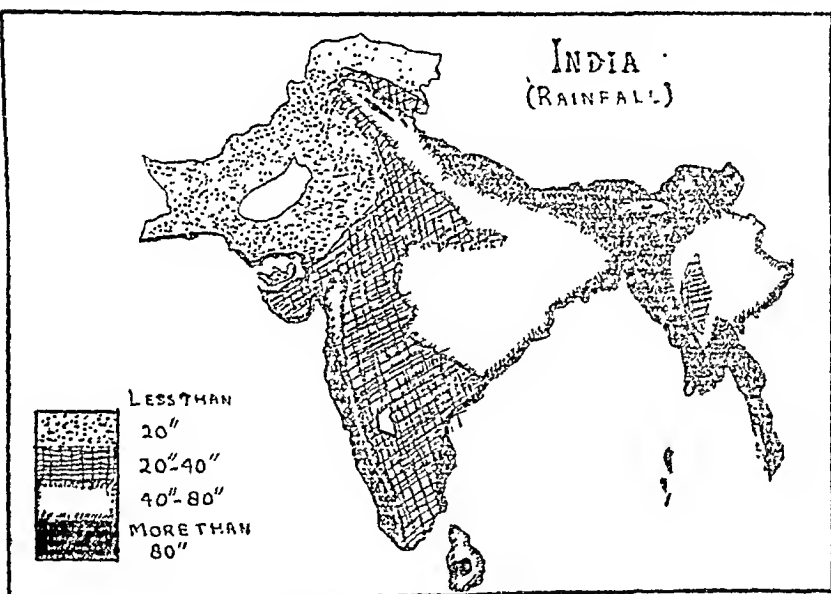 INDIA
(RAINFALL)
LESS THAN
20"
20"-40"
40"-80"
MORE THAN
80"